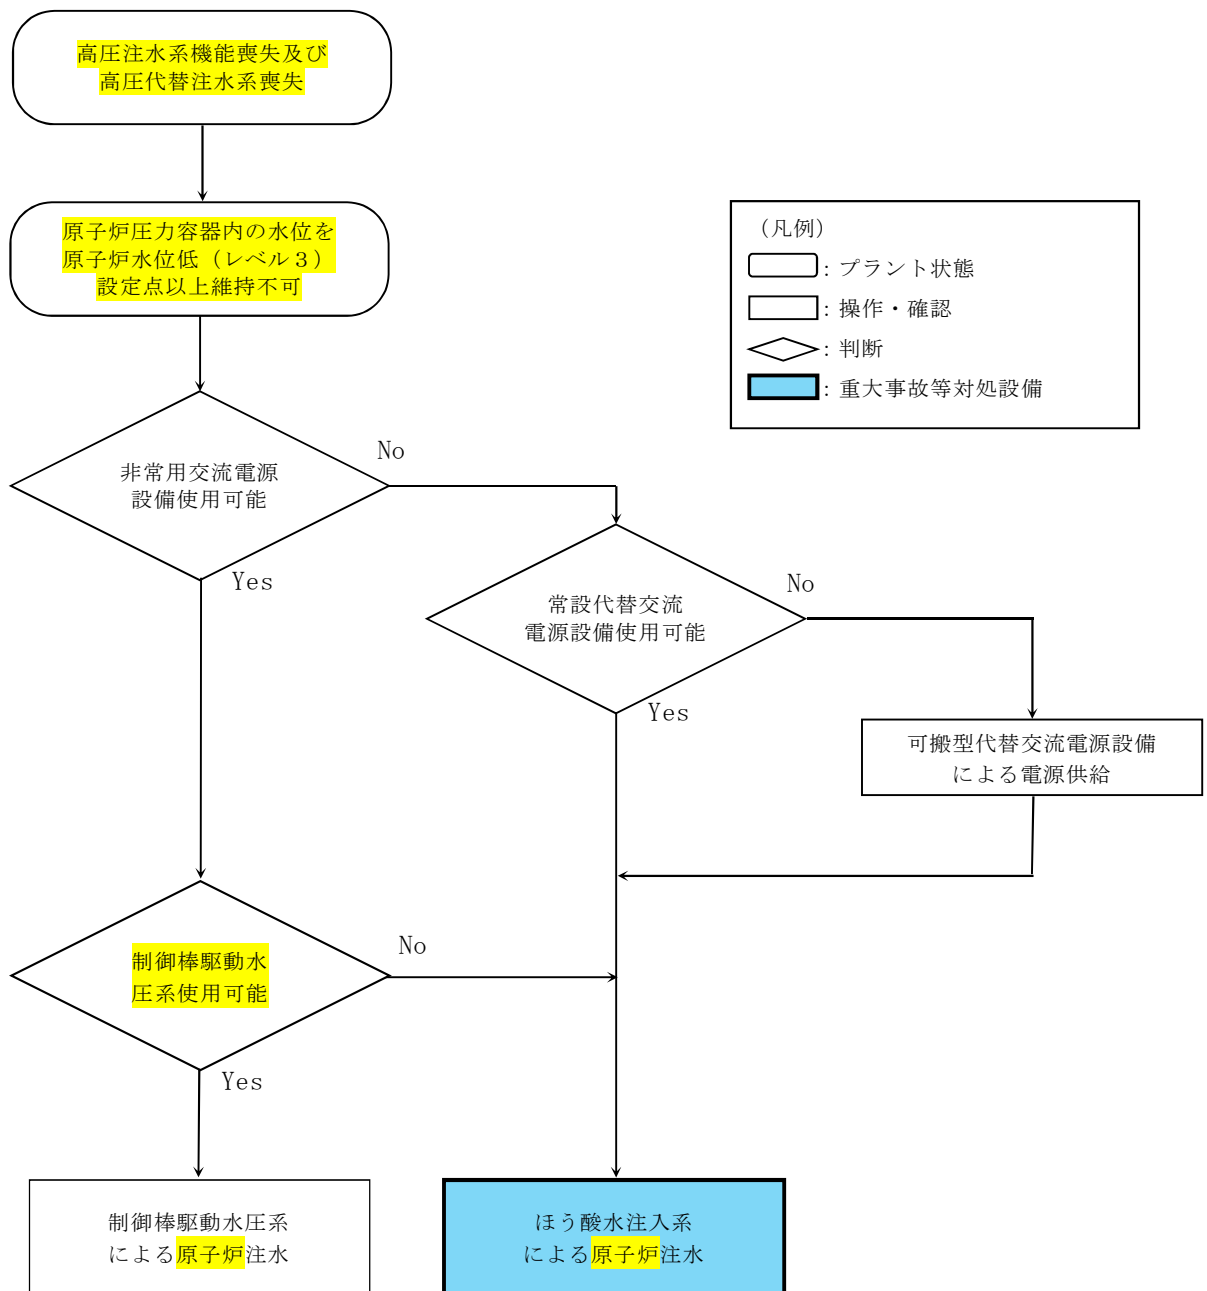 高圧注水系機能喪失及び
高圧代替注水系喪失
原子炉圧力容器内の水位を
原子炉水位低（レベル３）
設定点以上維持不可
（凡例）
：プラント状態
：操作・確認
：判断
：重大事故等対処設備
非常用交流電源
設備使用可能
No
Yes
常設代替交流
電源設備使用可能
No
Yes
可搬型代替交流電源設備
による電源供給
制御棒駆動水
圧系使用可能
No
Yes
制御棒駆動水圧系
による原子炉注水
ほう酸水注入系
による原子炉注水